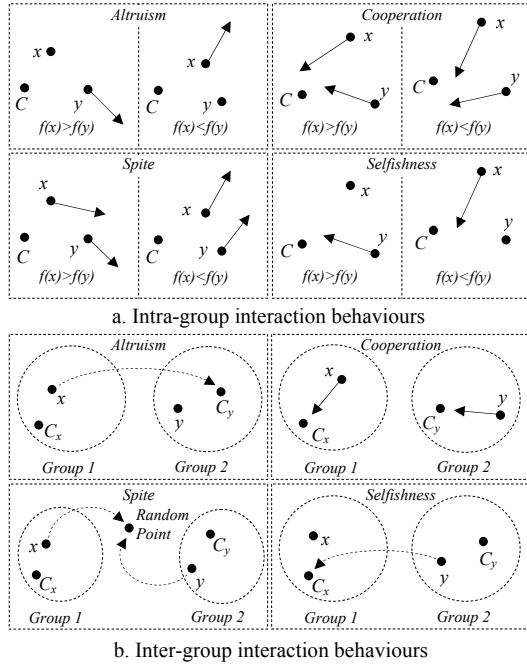 Altruism
x
C
y
f(x)>f(y)
x
C
y
f(x)<f(y)
Cooperation
x
C
y
f(x)>f(y)
x
C
y
f(x)<f(y)
Spite
x
C
y
f(x)>f(y)
x
C
y
f(x)<f(y)
Selfishness
x
C
y
f(x)>f(y)
x
C
y
f(x)<f(y)
a. Intra-group interaction behaviours
Altruism
x
Cx
Group 1
y
Cy
Group 2
Cooperation
x
Cx
Group 1
Cy
y
Group 2
Spite
x
Cx
Group 1
Random
Point
Cy
y
Group 2
Selfishness
x
Cx
Group 1
Cy
y
Group 2
b. Inter-group interaction behaviours